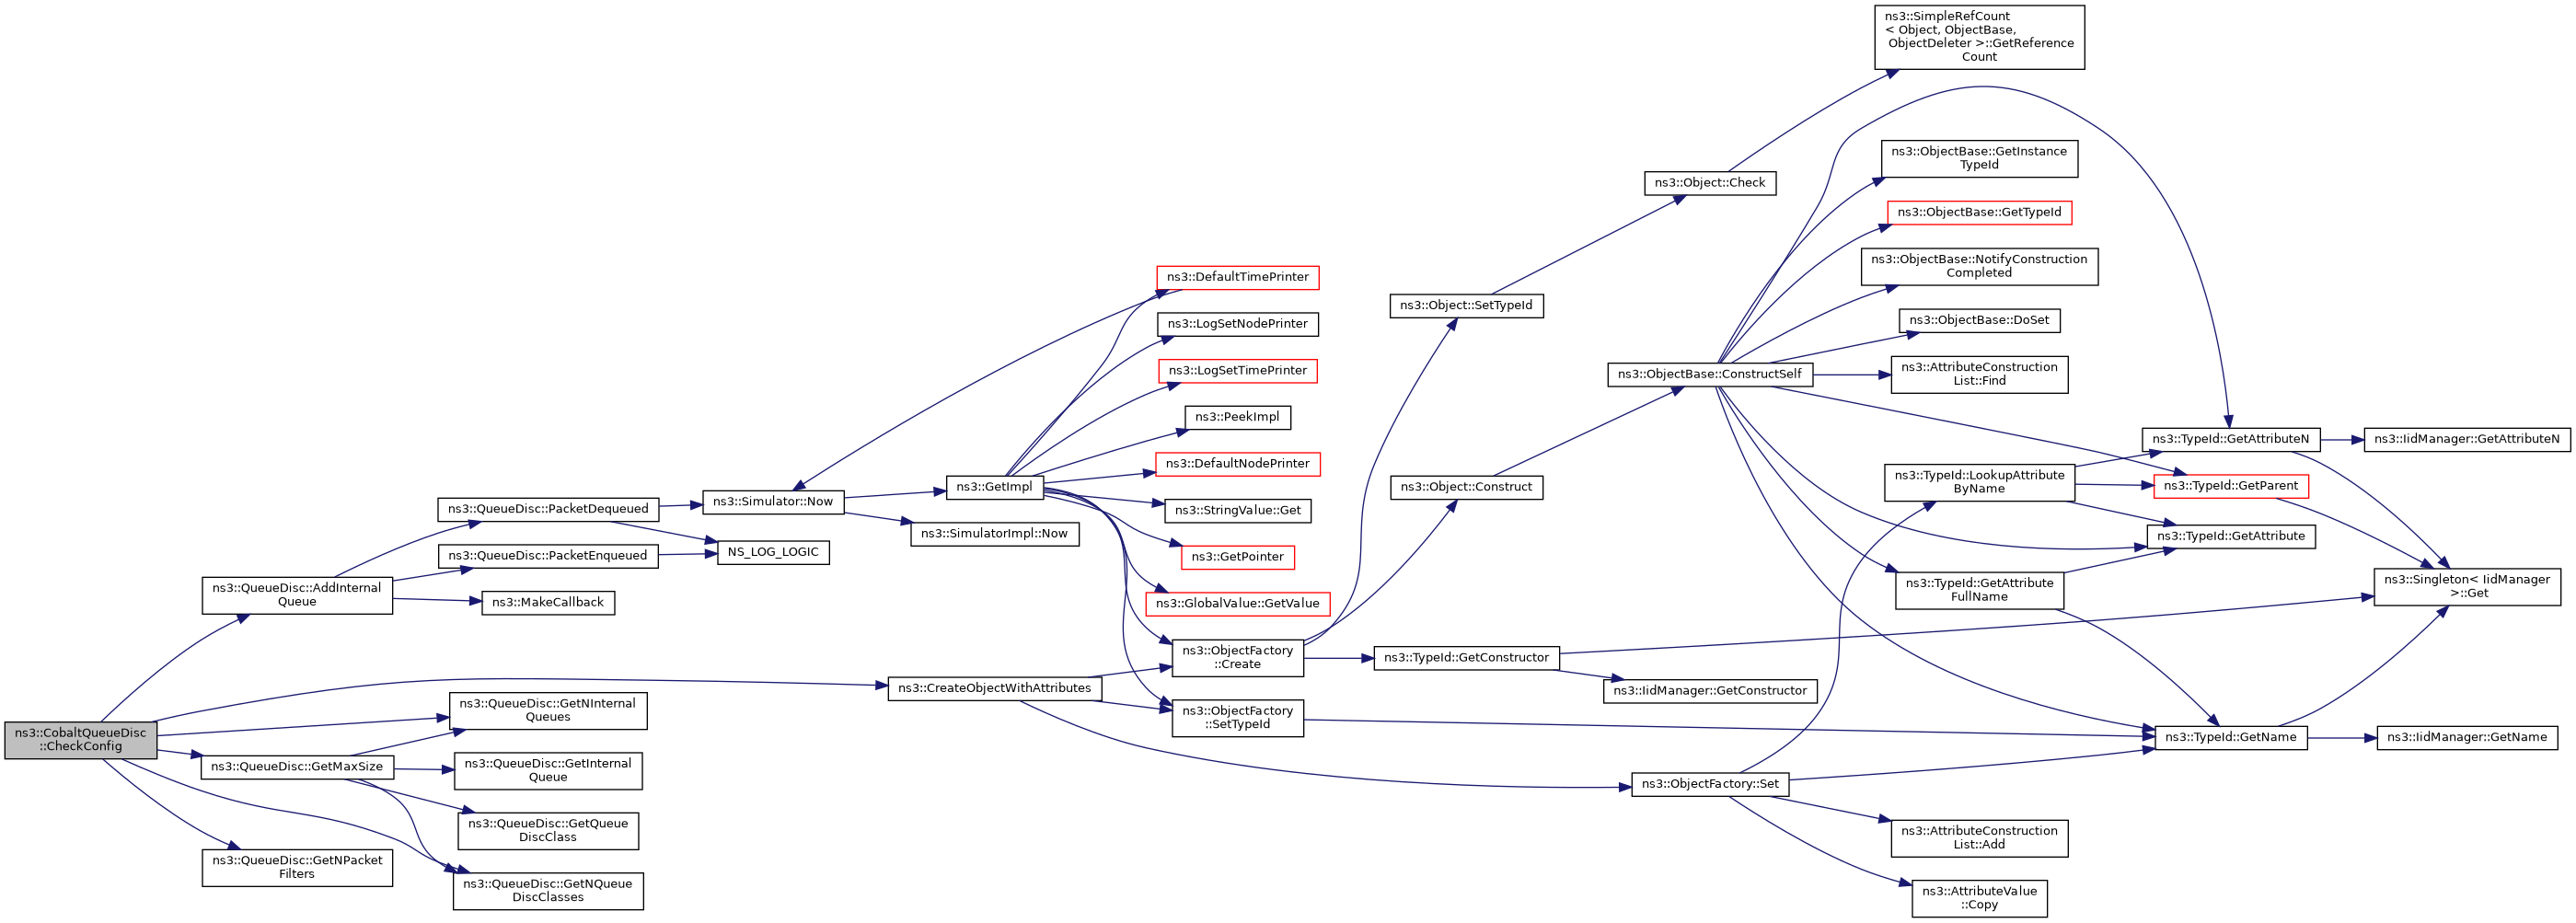 ns3::SimpleRefCount
< Object, ObjectBase,
ObjectDeleter >::GetReference
Count
ns3::ObjectBase::GetInstance
TypeId
ns3::Object::Check
ns3::ObjectBase::GetTypeId
ns3::ObjectBase::NotifyConstruction
Completed
ns3::DefaultTimePrinter
ns3::Object::SetTypeId
ns3::LogSetNodePrinter
ns3::ObjectBase::DoSet
ns3::LogSetTimePrinter
ns3::ObjectBase::ConstructSelf
ns3::AttributeConstruction
List::Find
ns3::PeekImpl
ns3::TypeId::GetAttributeN
ns3::IidManager::GetAttributeN
ns3::DefaultNodePrinter
ns3::GetImpl
ns3::Object::Construct
ns3::TypeId::LookupAttribute
ByName
ns3::TypeId::GetParent
ns3::QueueDisc::PacketDequeued
ns3::Simulator::Now
ns3::StringValue::Get
ns3::SimulatorImpl::Now
ns3::TypeId::GetAttribute
ns3::QueueDisc::PacketEnqueued
NS_LOG_LOGIC
ns3::GetPointer
ns3::QueueDisc::AddInternal
Queue
ns3::MakeCallback
ns3::GlobalValue::GetValue
ns3::TypeId::GetAttribute
FullName
ns3::Singleton< IidManager
>::Get
ns3::ObjectFactory
::Create
ns3::TypeId::GetConstructor
ns3::CreateObjectWithAttributes
ns3::IidManager::GetConstructor
ns3::QueueDisc::GetNInternal
Queues
ns3::ObjectFactory
::SetTypeId
ns3::CobaltQueueDisc
::CheckConfig
ns3::TypeId::GetName
ns3::IidManager::GetName
ns3::QueueDisc::GetMaxSize
ns3::QueueDisc::GetInternal
Queue
ns3::ObjectFactory::Set
ns3::QueueDisc::GetQueue
DiscClass
ns3::AttributeConstruction
List::Add
ns3::QueueDisc::GetNPacket
Filters
ns3::QueueDisc::GetNQueue
DiscClasses
ns3::AttributeValue
::Copy